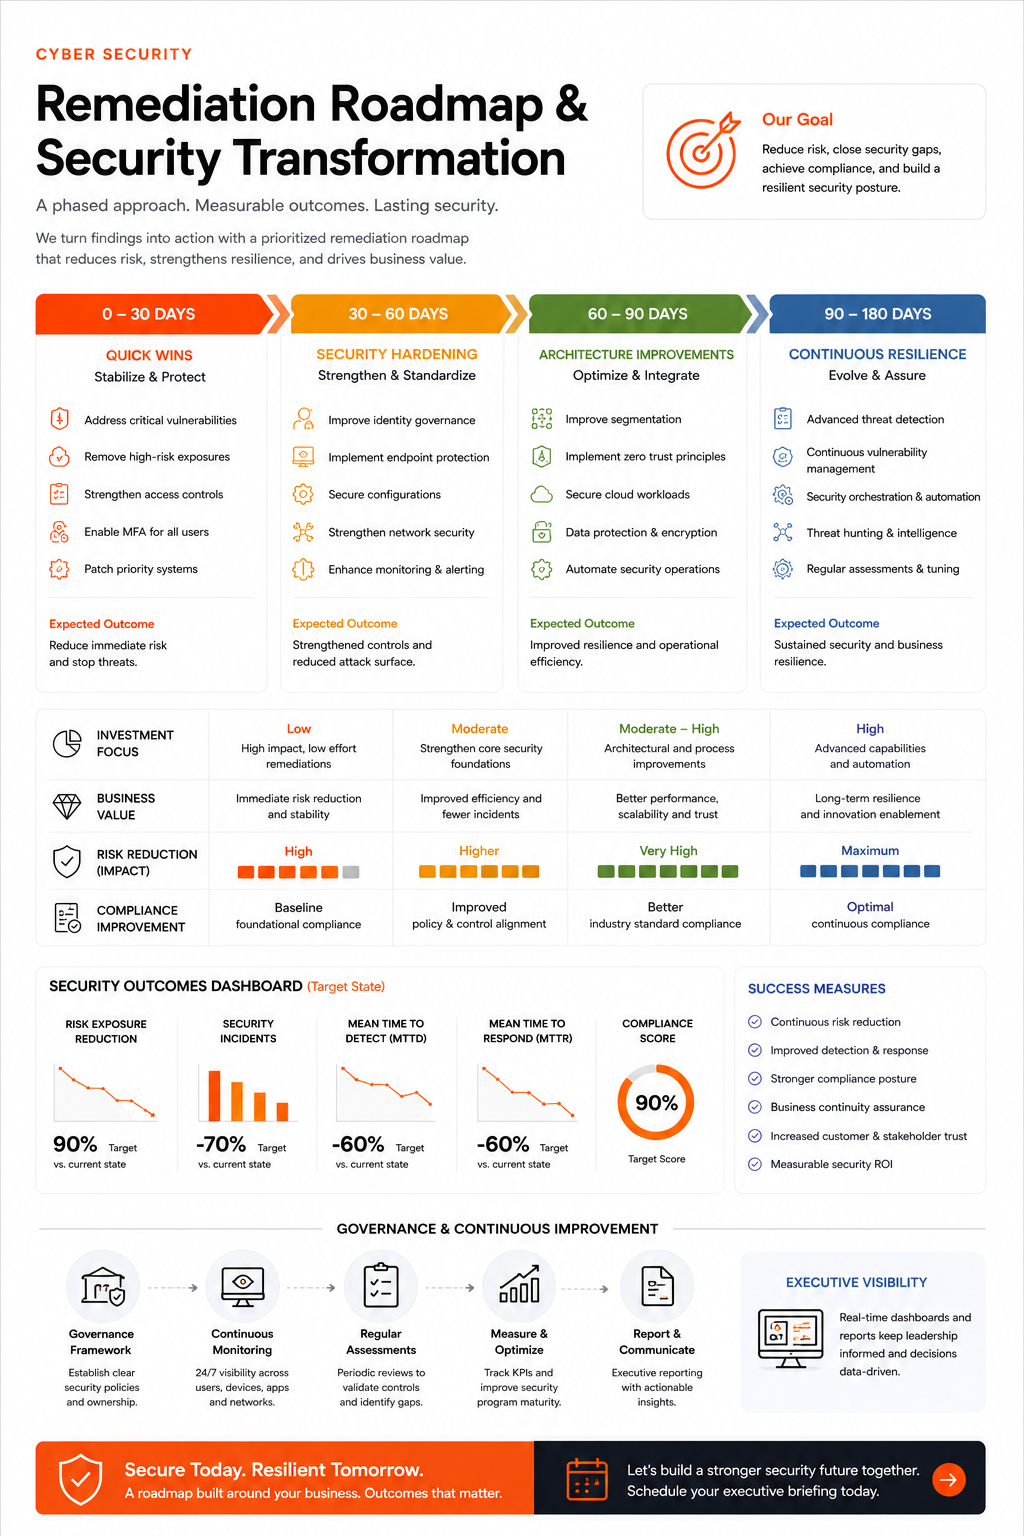 CYBER SECURITY
Remediation Roadmap &
Security Transformation
A phased approach. Measurable outcomes. Lasting security.
We turn findings into action with a prioritized remediation roadmap
that reduces risk, strengthens resilience, and drives business value.
Our Goal
Reduce risk, close security gaps,
achieve compliance, and build a
resilient security posture.
0 – 30 DAYS
QUICK WINS
Stabilize & Protect
Address critical vulnerabilities
Remove high-risk exposures
Strengthen access controls
Enable MFA for all users
Patch priority systems
Expected Outcome
Reduce immediate risk
and stop threats.
30 – 60 DAYS
SECURITY HARDENING
Strengthen & Standardize
Improve identity governance
Implement endpoint protection
Secure configurations
Strengthen network security
Enhance monitoring & alerting
Expected Outcome
Strengthened controls and
reduced attack surface.
60 – 90 DAYS
ARCHITECTURE IMPROVEMENTS
Optimize & Integrate
Improve segmentation
Implement zero trust principles
Secure cloud workloads
Data protection & encryption
Automate security operations
Expected Outcome
Improved resilience and operational
efficiency.
90 – 180 DAYS
CONTINUOUS RESILIENCE
Evolve & Assure
Advanced threat detection
Continuous vulnerability
management
Security orchestration & automation
Threat hunting & intelligence
Regular assessments & tuning
Expected Outcome
Sustained security and business
resilience.
INVESTMENT
FOCUS
Low
High impact, low effort
remediations
Moderate
Strengthen core security
foundations
Moderate – High
Architectural and process
improvements
High
Advanced capabilities
and automation
BUSINESS
VALUE
Immediate risk reduction
and stability
Improved efficiency and
fewer incidents
Better performance,
scalability and trust
Long-term resilience
and innovation enablement
RISK REDUCTION
(IMPACT)
High
Higher
Very High
Maximum
COMPLIANCE
IMPROVEMENT
Baseline
foundational compliance
Improved
policy & control alignment
Better
industry standard compliance
Optimal
continuous compliance
SECURITY OUTCOMES DASHBOARD (Target State)
RISK EXPOSURE
REDUCTION
90% Target
vs. current state
SECURITY
INCIDENTS
-70% Target
vs. current state
MEAN TIME TO
DETECT (MTTD)
-60% Target
vs. current state
MEAN TIME TO
RESPOND (MTTR)
-60% Target
vs. current state
COMPLIANCE
SCORE
90%
Target Score
SUCCESS MEASURES
Continuous risk reduction
Improved detection & response
Stronger compliance posture
Business continuity assurance
Increased customer & stakeholder trust
Measurable security ROI
GOVERNANCE & CONTINUOUS IMPROVEMENT
Governance
Framework
Establish clear
security policies
and ownership.
Continuous
Monitoring
24/7 visibility across
users, devices, apps
and networks.
Regular
Assessments
Periodic reviews to
validate controls
and identify gaps.
Measure &
Optimize
Track KPIs and
improve security
program maturity.
Report &
Communicate
Executive reporting
with actionable
insights.
EXECUTIVE VISIBILITY
Real-time dashboards and
reports keep leadership
informed and decisions
data-driven.
Secure Today. Resilient Tomorrow.
A roadmap built around your business. Outcomes that matter.
Let's build a stronger security future together.
Schedule your executive briefing today.